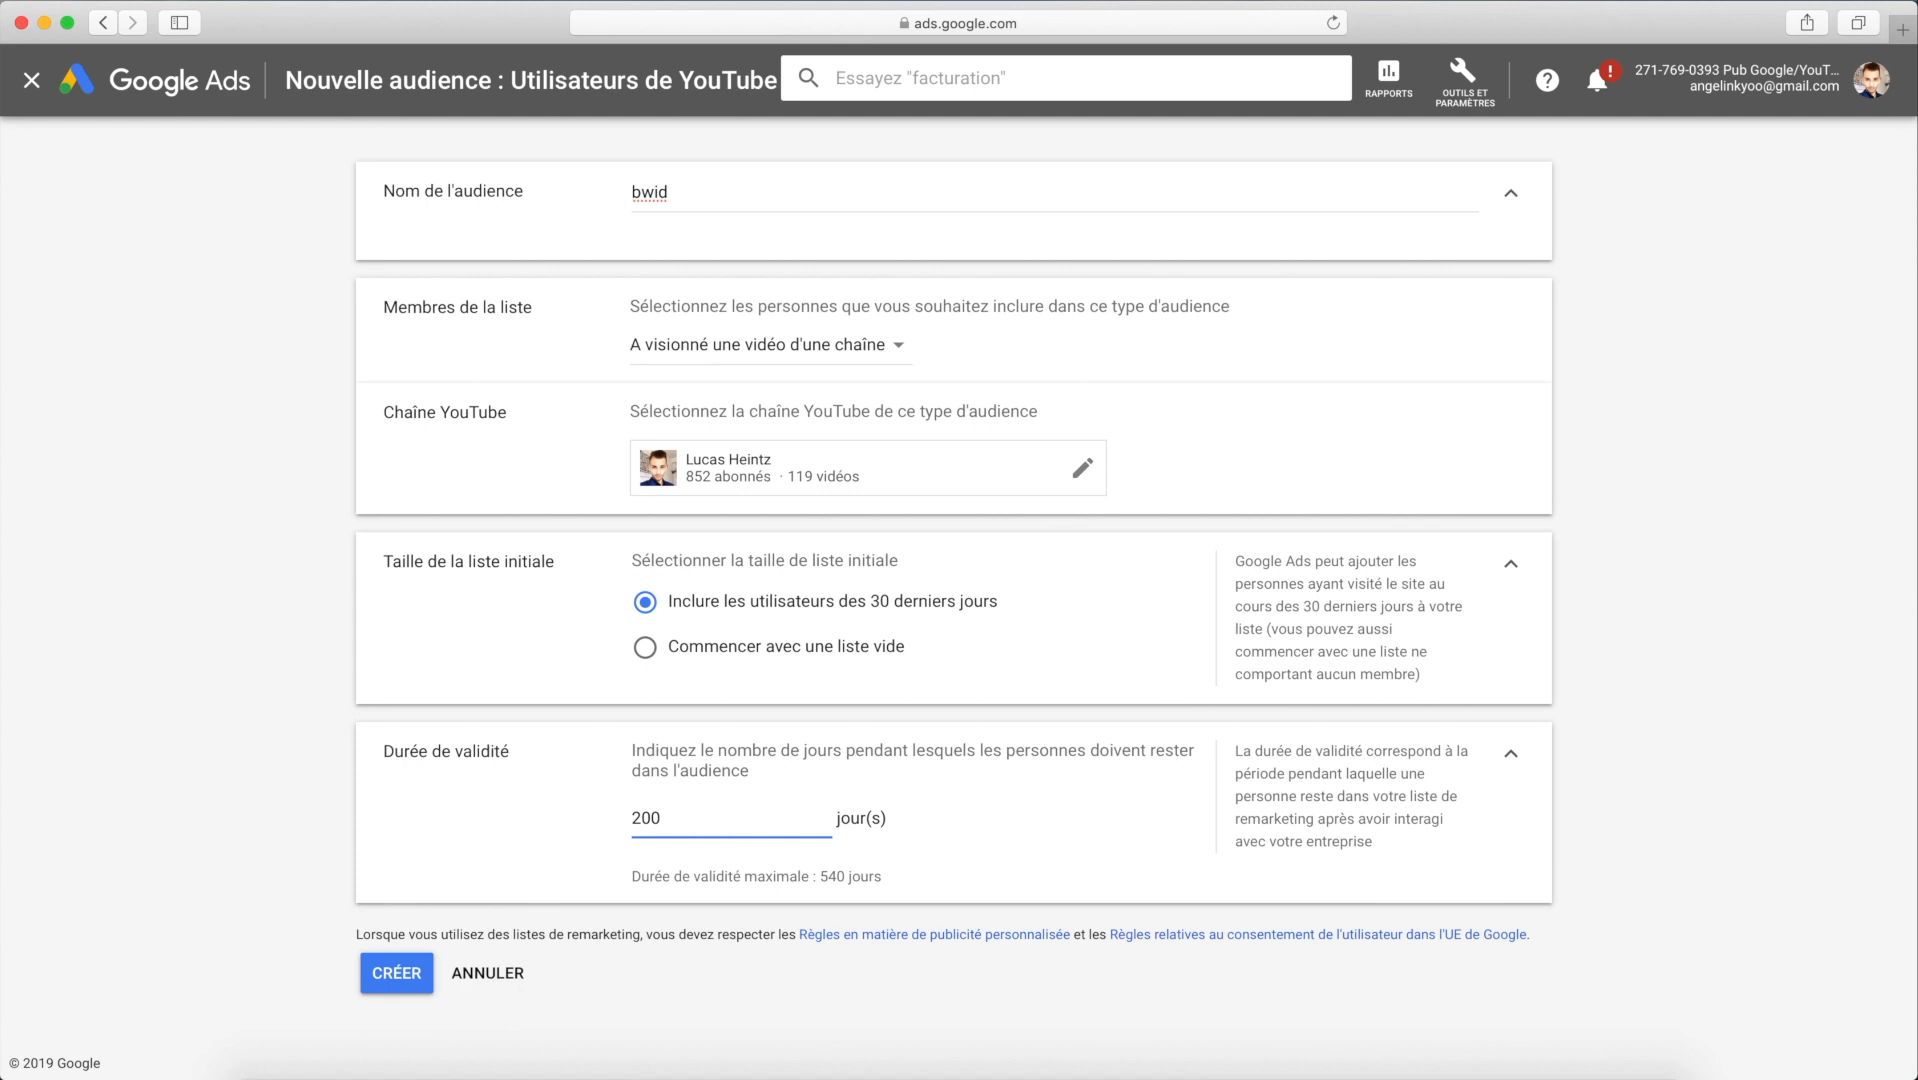 ads.google.com
Google Ads
Nouvelle audience : Utilisateurs de YouTube
Essayez "facturation"
RAPPORTS
OUTILS ET
PARAMÈTRES
271-769-0393 Pub Google/YouT...
angelinkyoo@gmail.com
Nom de l'audience
bwid
Membres de la liste
Sélectionnez les personnes que vous souhaitez inclure dans ce type d'audience
A visionné une vidéo d'une chaîne
Chaîne YouTube
Sélectionnez la chaîne YouTube de ce type d'audience
Lucas Heintz
852 abonnés · 119 vidéos
Taille de la liste initiale
Sélectionner la taille de liste initiale
Inclure les utilisateurs des 30 derniers jours
Commencer avec une liste vide
Google Ads peut ajouter les
personnes ayant visité le site au
cours des 30 derniers jours à votre
liste (vous pouvez aussi
commencer avec une liste ne
comportant aucun membre)
Durée de validité
Indiquez le nombre de jours pendant lesquels les personnes doivent rester
dans l'audience
200 jour(s)
Durée de validité maximale : 540 jours
La durée de validité correspond à la
période pendant laquelle une
personne reste dans votre liste de
remarketing après avoir interagi
avec votre entreprise
Lorsque vous utilisez des listes de remarketing, vous devez respecter les Règles en matière de publicité personnalisée et les Règles relatives au consentement de l'utilisateur dans l'UE de Google.
CRÉER
ANNULER
© 2019 Google